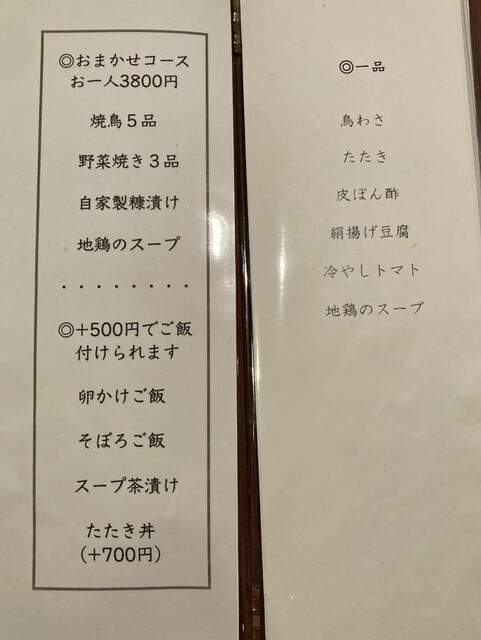 ◎おまかせコース
お一人3800円
焼鳥５品
野菜焼き３品
自家製糠漬け
地鶏のスープ
・・・・・・・・
◎+500円でご飯
付けられます
卵かけご飯
そぼろご飯
スープ茶漬け
たたき丼
(+700円)
◎一品
鳥わさ
たたき
皮ぽん酢
絹揚げ豆腐
冷やしトマト
地鶏のスープ